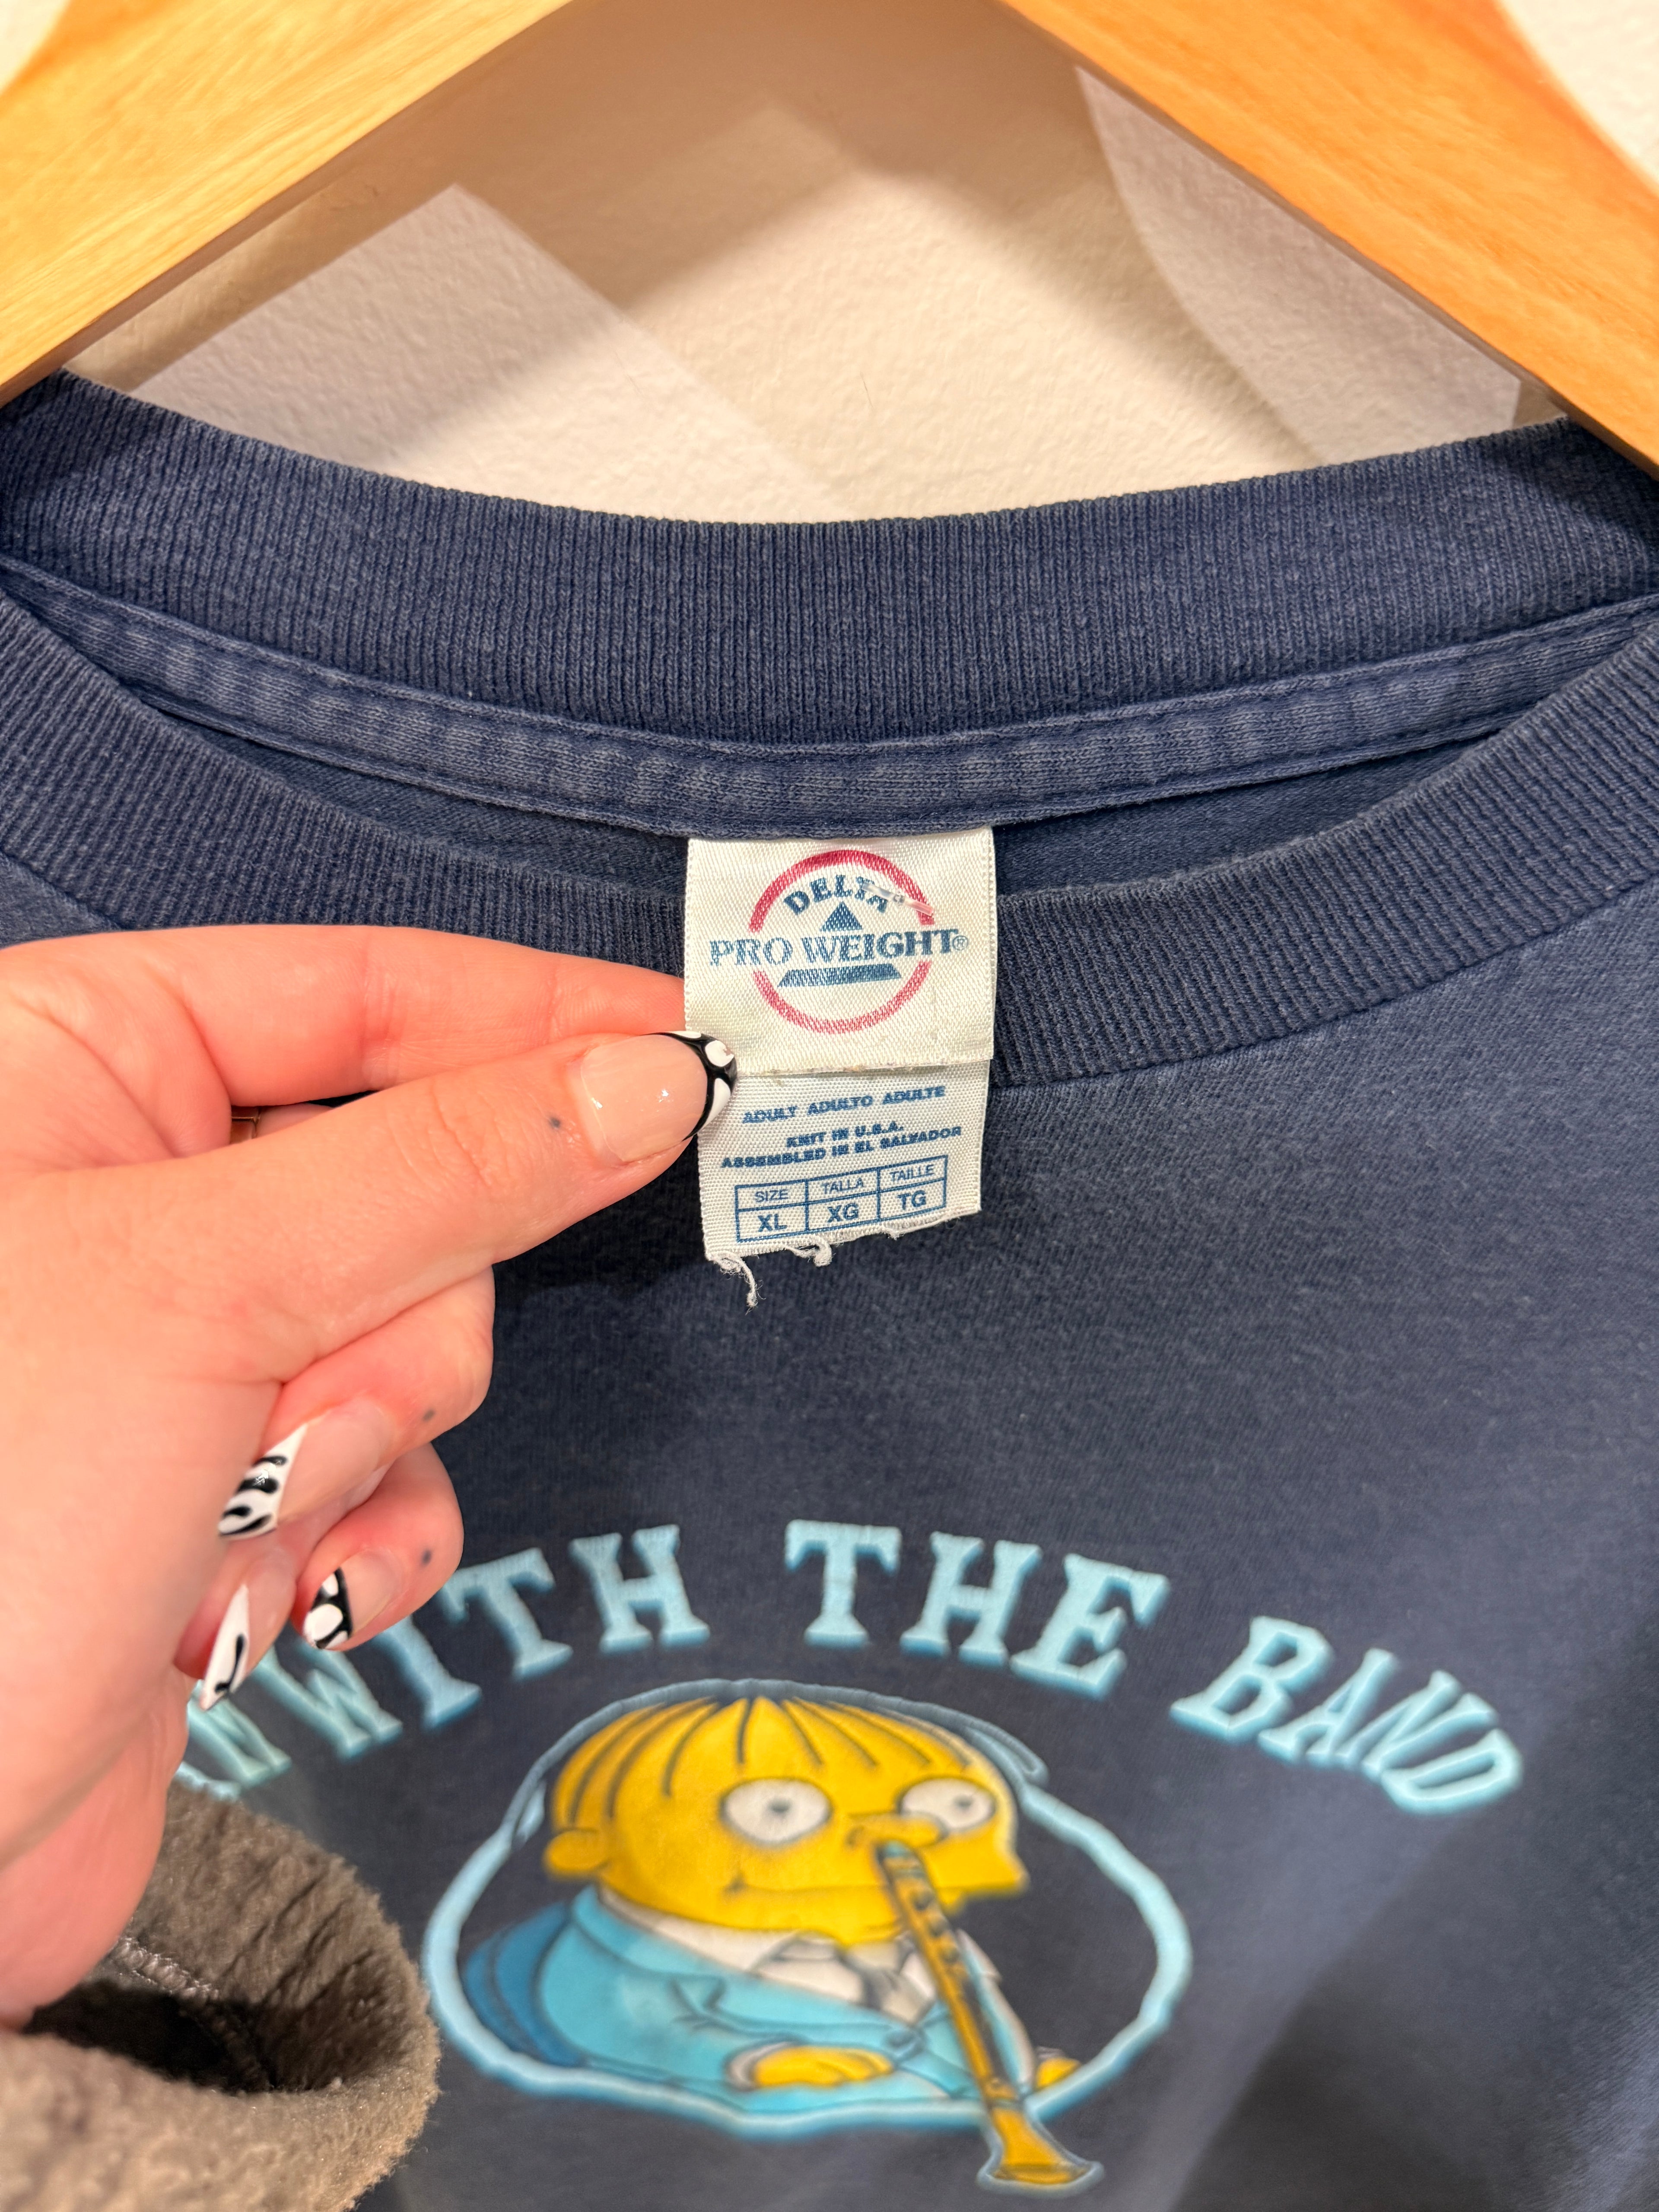 DELTA®
PRO WEIGHT®
ADULT ADULTO ADULTE
KNIT IN U.S.A.
ASSEMBLED IN EL SALVADOR
SIZE TALLA TAILLE
XL XG TG
WITH THE BAND